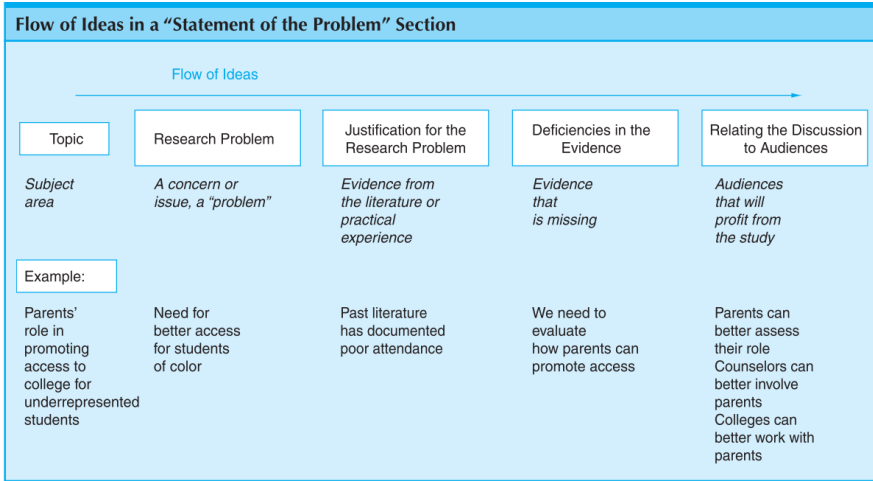 Flow of Ideas in a “Statement of the Problem” Section
Flow of Ideas
Topic
Research Problem
Justification for the
Research Problem
Deficiencies in the
Evidence
Relating the Discussion
to Audiences
Subject
area
A concern or
issue, a “problem”
Evidence from
the literature or
practical
experience
Evidence
that
is missing
Audiences
that will
profit from
the study
Example:
Parents’
role in
promoting
access to
college for
underrepresented
students
Need for
better access
for students
of color
Past literature
has documented
poor attendance
We need to
evaluate
how parents can
promote access
Parents can
better assess
their role
Counselors can
better involve
parents
Colleges can
better work with
parents